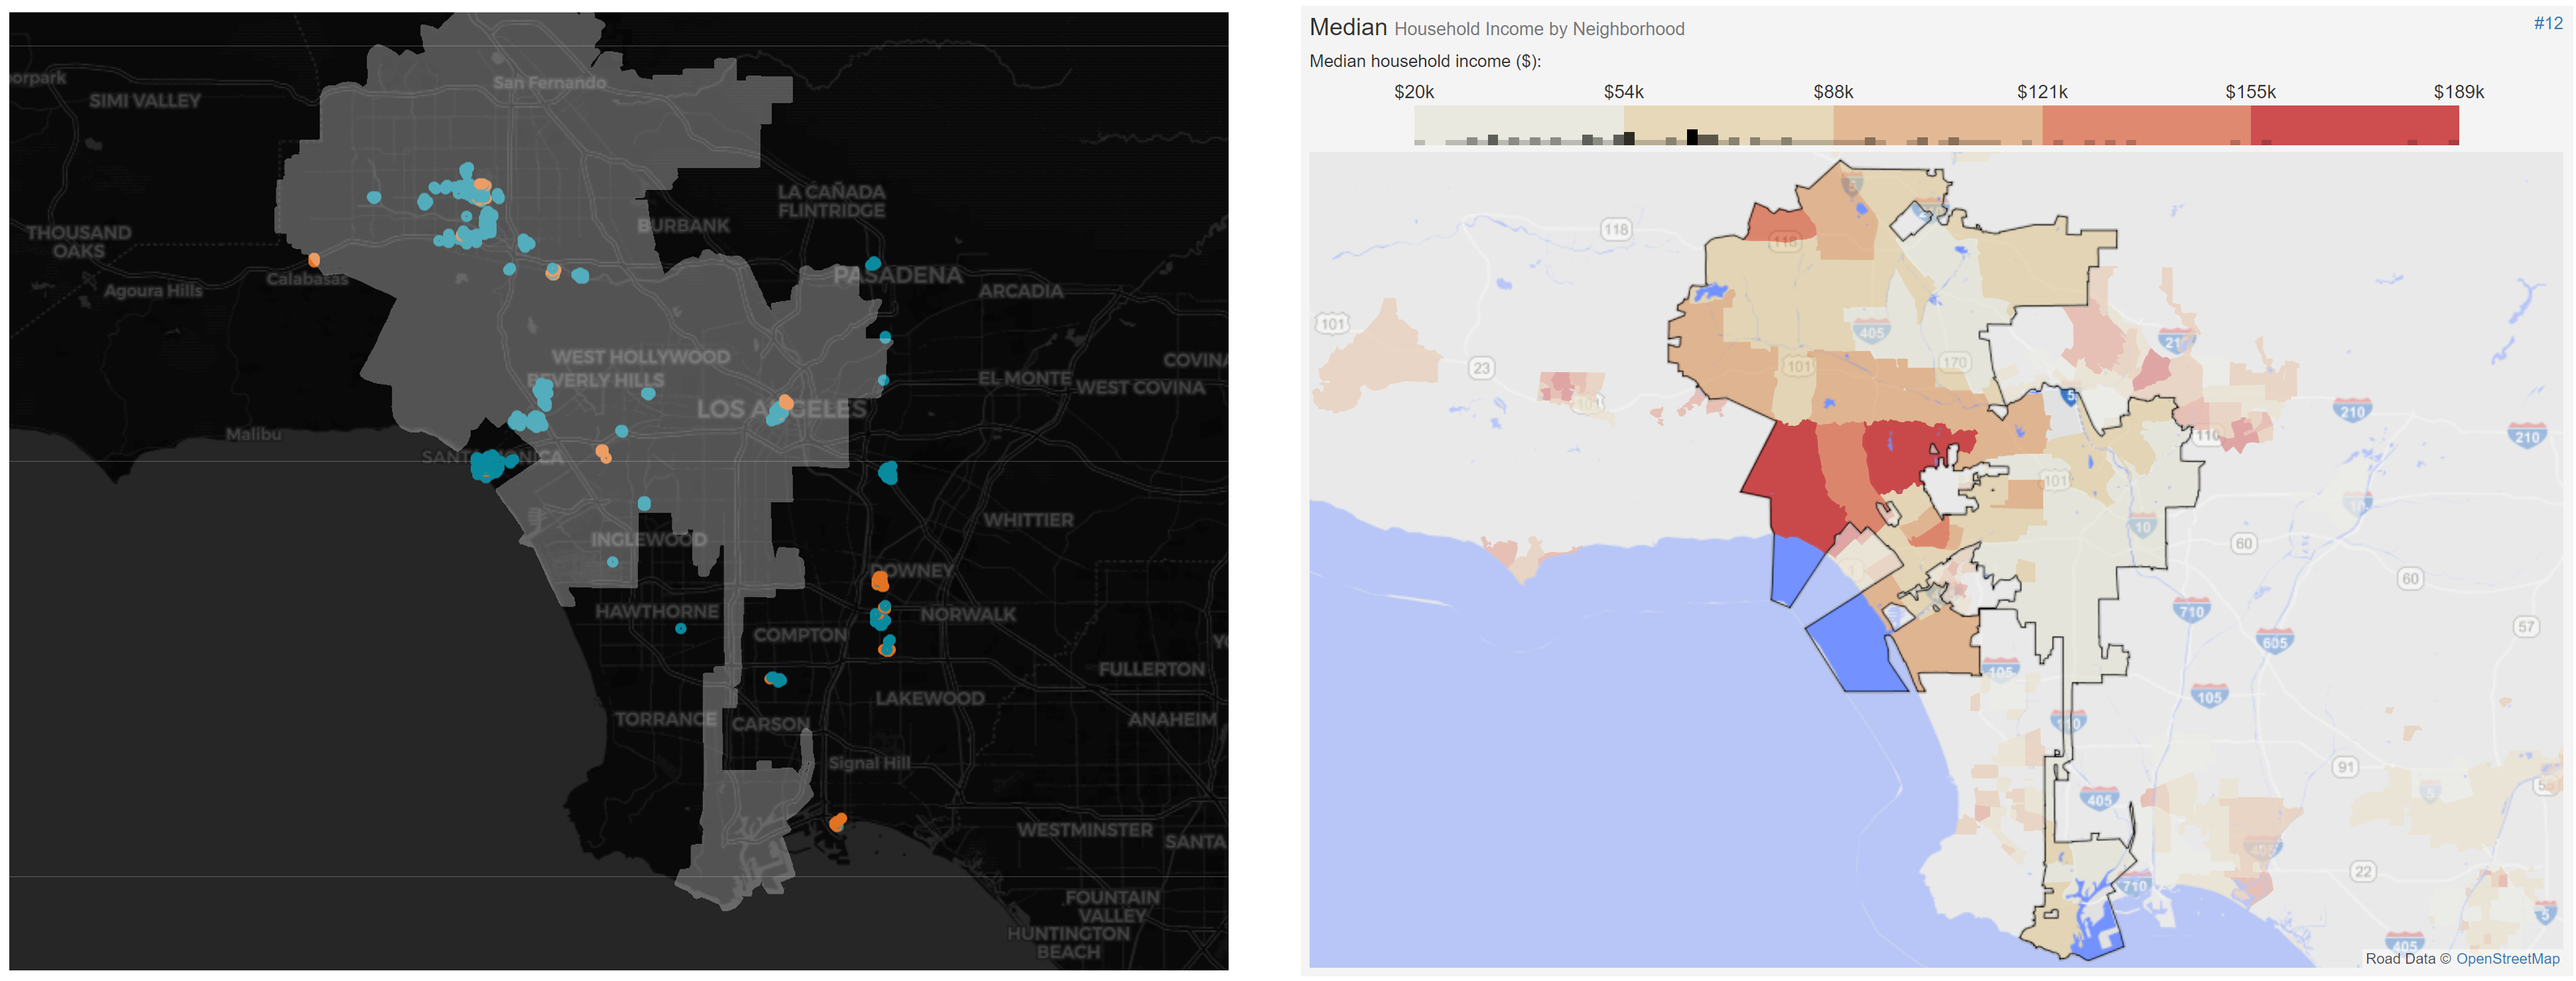 San Fernando
SIMI VALLEY
LA CAÑADA
FLINTRIDGE
THOUSAND
OAKS
BURBANK
Calabasas
PASADENA
Agoura Hills
ARCADIA
WEST HOLLYWOOD
BEVERLY HILLS
COVINA
EL MONTE
WEST COVINA
LOS ANGELES
Malibu
SANTA MONICA
WHITTIER
INGLEWOOD
DOWNEY
HAWTHORNE
NORWALK
COMPTON
FULLERTON
LAKEWOOD
TORRANCE
CARSON
ANAHEIM
Signal Hill
WESTMINSTER
SANTA
FOUNTAIN
VALLEY
HUNTINGTON
BEACH
Median Household Income by Neighborhood
#12
Median household income ($):
$20k $54k $88k $121k $155k $189k
5
118
118
101
405
23
101
170
210
101
5
210
110
210
101
10
10
60
1
60
710
605
57
105
105
110
91
405
5
405
22
710
5
405
Road Data © OpenStreetMap